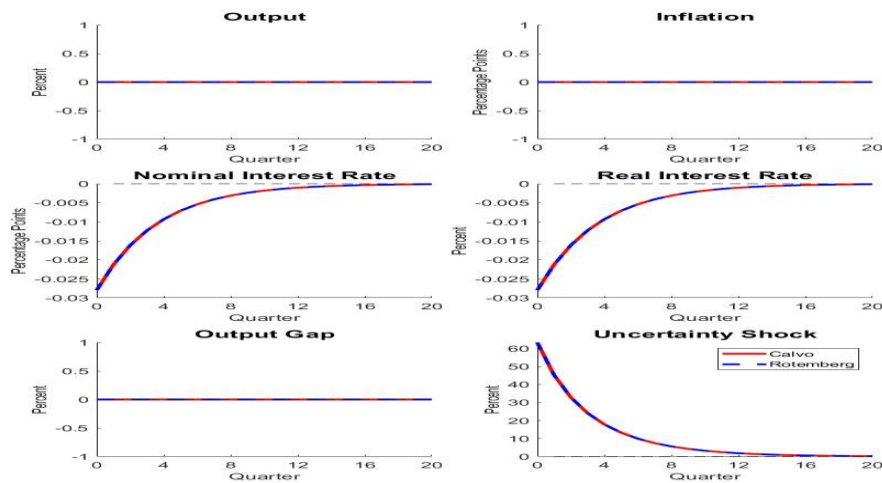 Output
1
0.5
0
-0.5
-1
Percent
0 4 8 12 16 20
Quarter
Inflation
1
0.5
0
-0.5
-1
Percentage Points
0 4 8 12 16 20
Quarter
Nominal Interest Rate
0
-0.005
-0.01
-0.015
-0.02
-0.025
-0.03
Percentage Points
0 4 8 12 16 20
Quarter
Real Interest Rate
0
-0.005
-0.01
-0.015
-0.02
-0.025
-0.03
Percent
0 4 8 12 16 20
Quarter
Output Gap
1
0.5
0
-0.5
-1
Percent
0 4 8 12 16 20
Quarter
Uncertainty Shock
60
50
40
30
20
10
0
Percent
Calvo
Rotemberg
0 4 8 12 16 20
Quarter